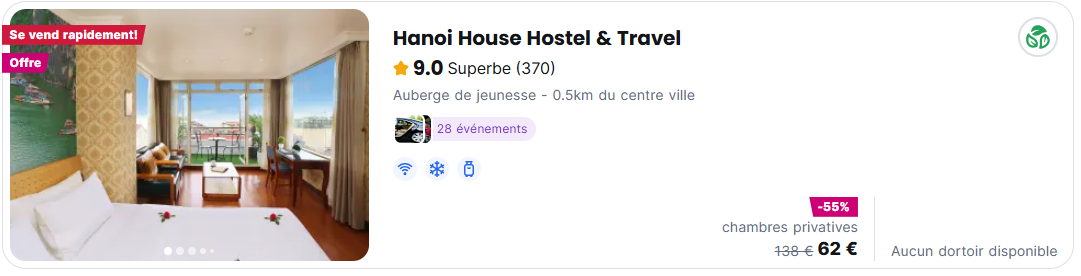 Se vend rapidement!
Offre
Hanoi House Hostel & Travel
9.0 Superbe (370)
Auberge de jeunesse - 0.5km du centre ville
28 événements
-55%
chambres privatives
138 € 62 €
Aucun dortoir disponible